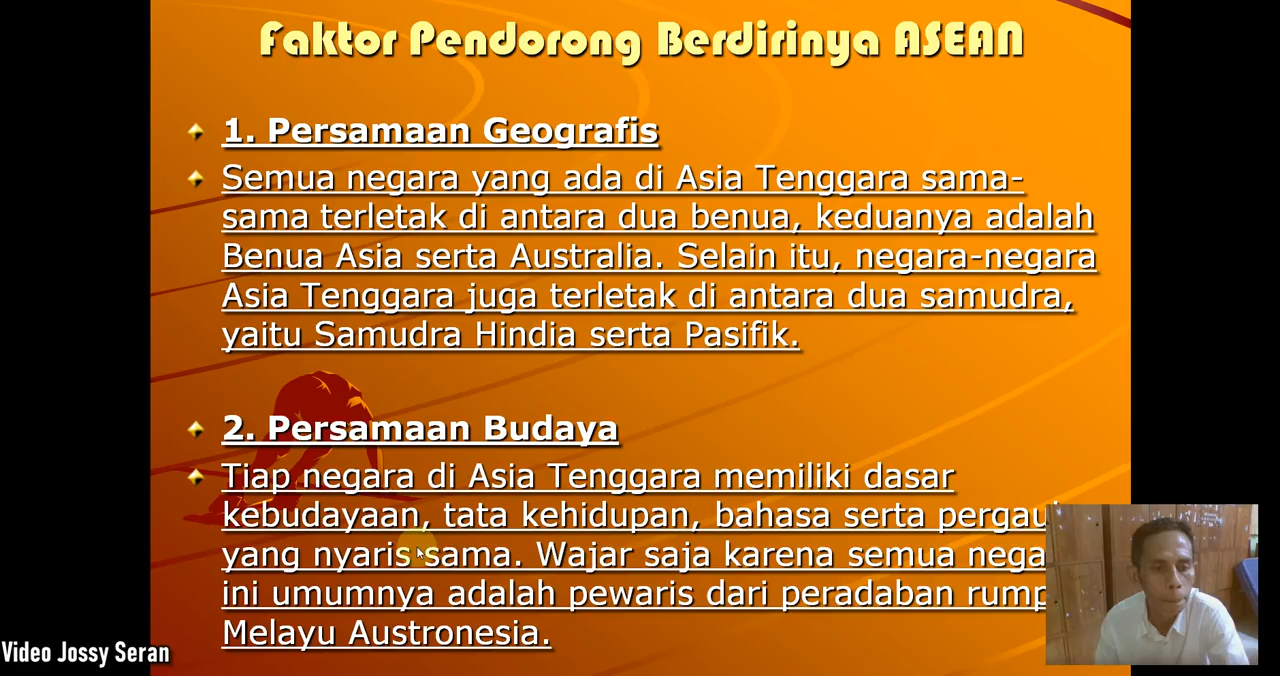 Faktor Pendorong Berdirinya ASEAN
1. Persamaan Geografis
Semua negara yang ada di Asia Tenggara sama-
sama terletak di antara dua benua, keduanya adalah
Benua Asia serta Australia. Selain itu, negara-negara
Asia Tenggara juga terletak di antara dua samudra,
yaitu Samudra Hindia serta Pasifik.
2. Persamaan Budaya
Tiap negara di Asia Tenggara memiliki dasar
kebudayaan, tata kehidupan, bahasa serta
yang nyaris sama. Wajar saja karena semua
ini umumnya adalah pewaris dari peradaban
Melayu Austronesia.
Video Jossy Seran